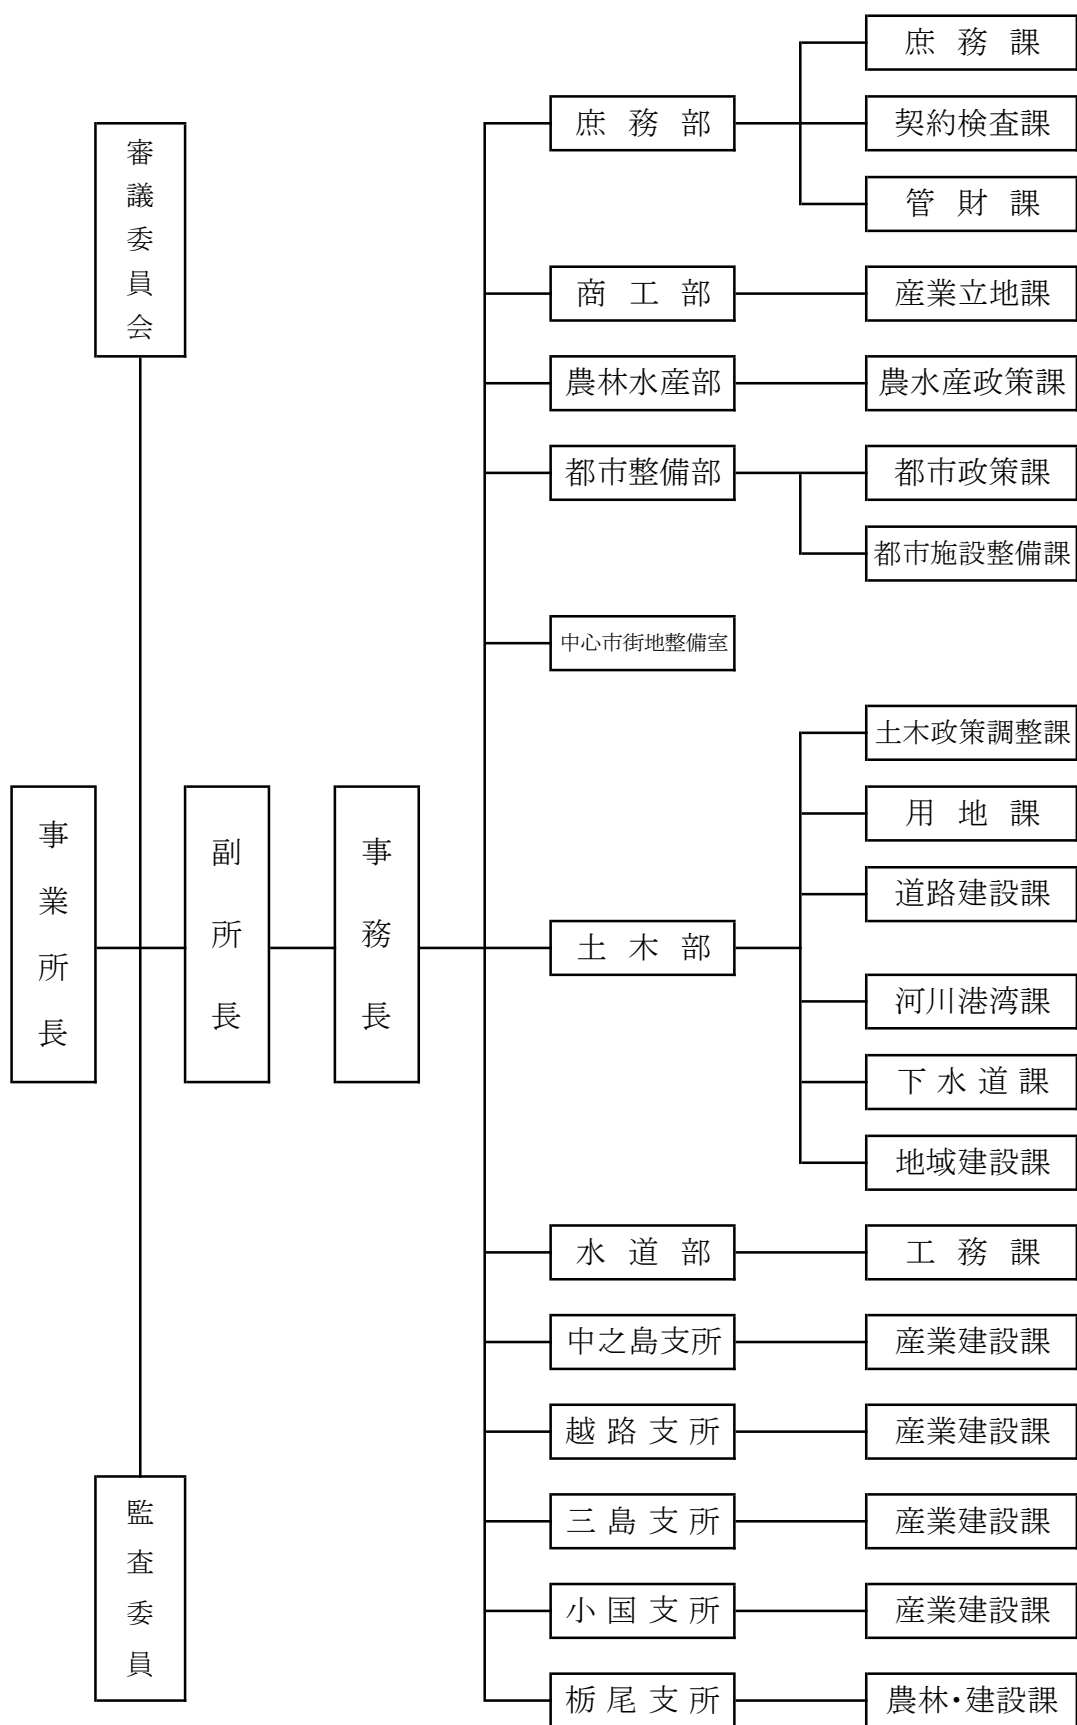 審議委員会
事業所長
監査委員
副所長
事務長
庶務部
庶務課
契約検査課
管財課
商工部
産業立地課
農林水産部
農水産政策課
都市整備部
都市政策課
都市施設整備課
中心市街地整備室
土木部
土木政策調整課
用地課
道路建設課
河川港湾課
下水道課
地域建設課
水道部
工務課
中之島支所
産業建設課
越路支所
産業建設課
三島支所
産業建設課
小国支所
産業建設課
栃尾支所
農林・建設課